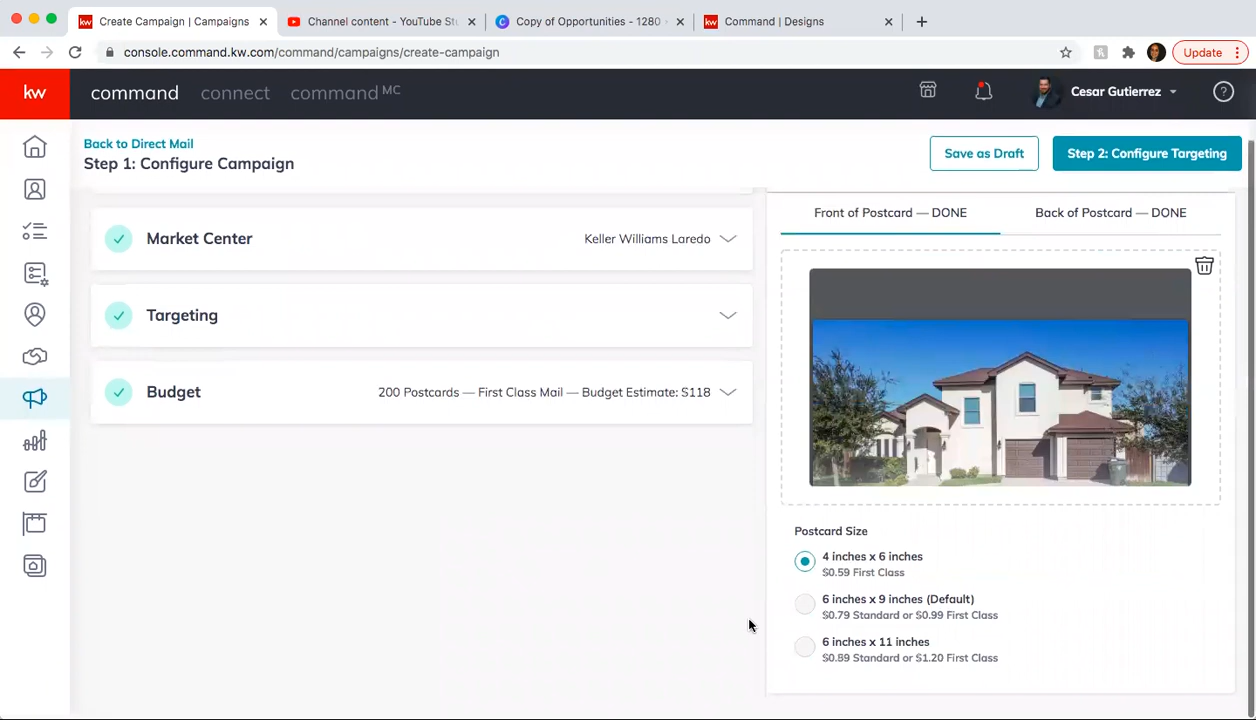 Create Campaign | Campaigns
Channel content - YouTube Stu
Copy of Opportunities - 1280
Command | Designs
console.command.kw.com/command/campaigns/create-campaign
Update
kw
command
connect
command MC
Cesar Gutierrez
Back to Direct Mail
Step 1: Configure Campaign
Save as Draft
Step 2: Configure Targeting
Market Center
Keller Williams Laredo
Targeting
Budget
200 Postcards — First Class Mail — Budget Estimate: $118
Front of Postcard — DONE
Back of Postcard — DONE
Postcard Size
4 inches x 6 inches
$0.59 First Class
6 inches x 9 inches (Default)
$0.79 Standard or $0.99 First Class
6 inches x 11 inches
$0.89 Standard or $1.20 First Class